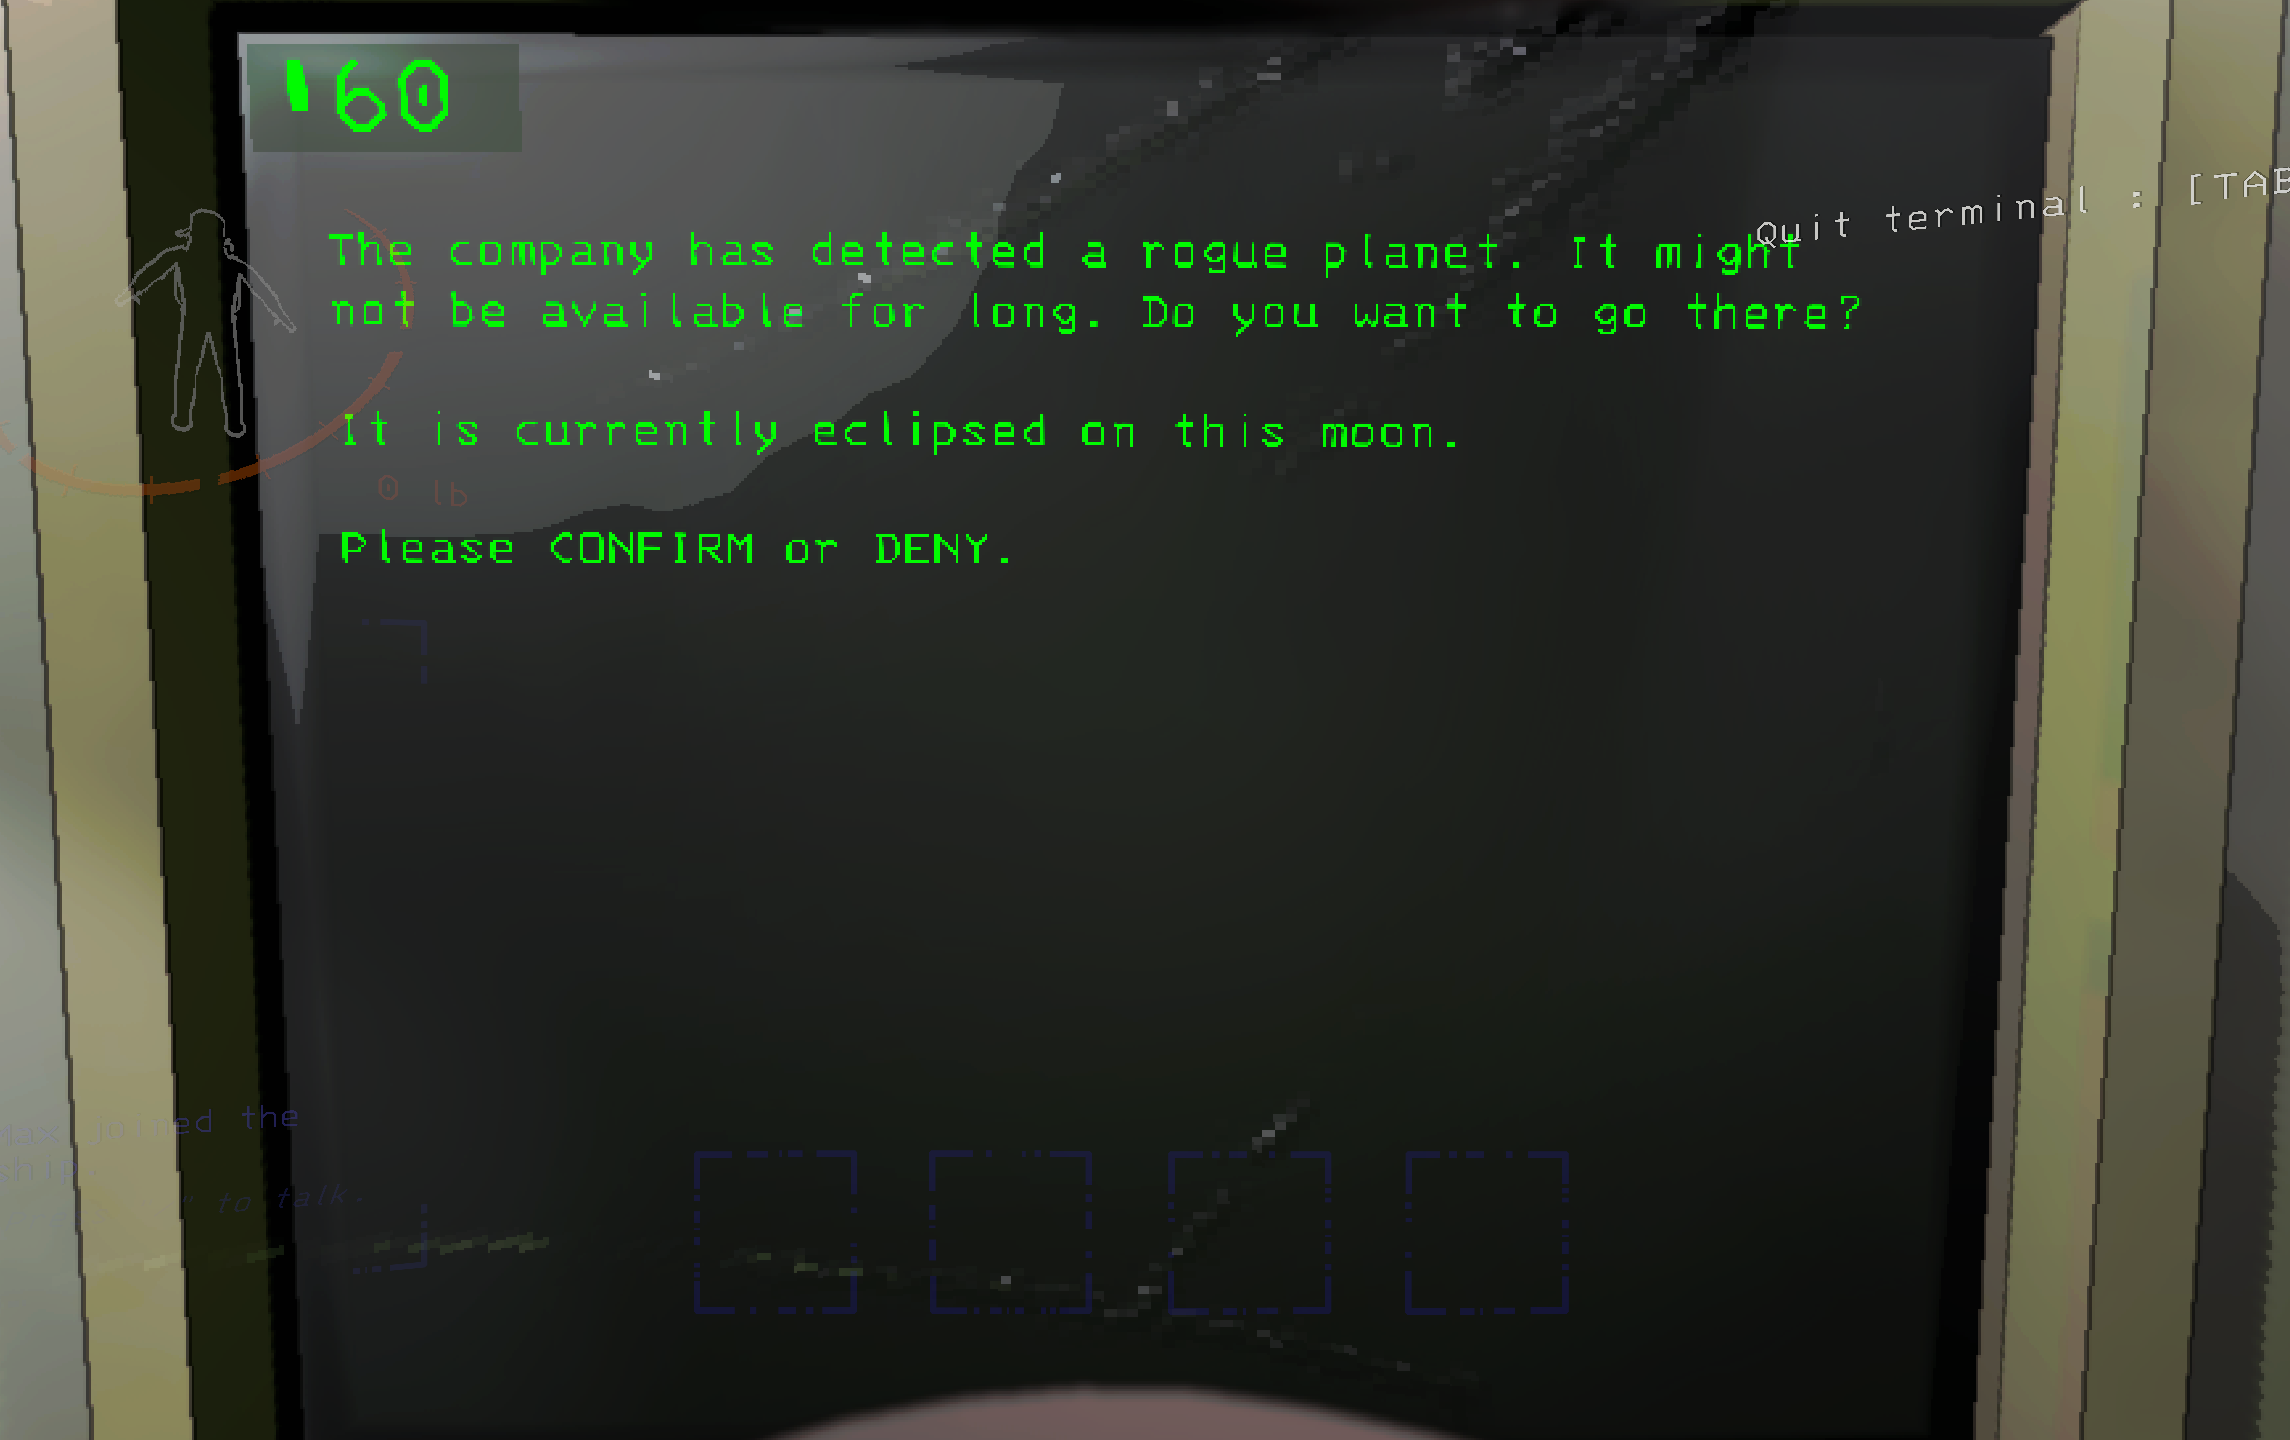 60
Quit terminal : [TAB
The company has detected a rogue planet. It might
not be available for long. Do you want to go there?
It is currently eclipsed on this moon.
0 lb
Please CONFIRM or DENY.
Max joined the
ship.
" to talk.